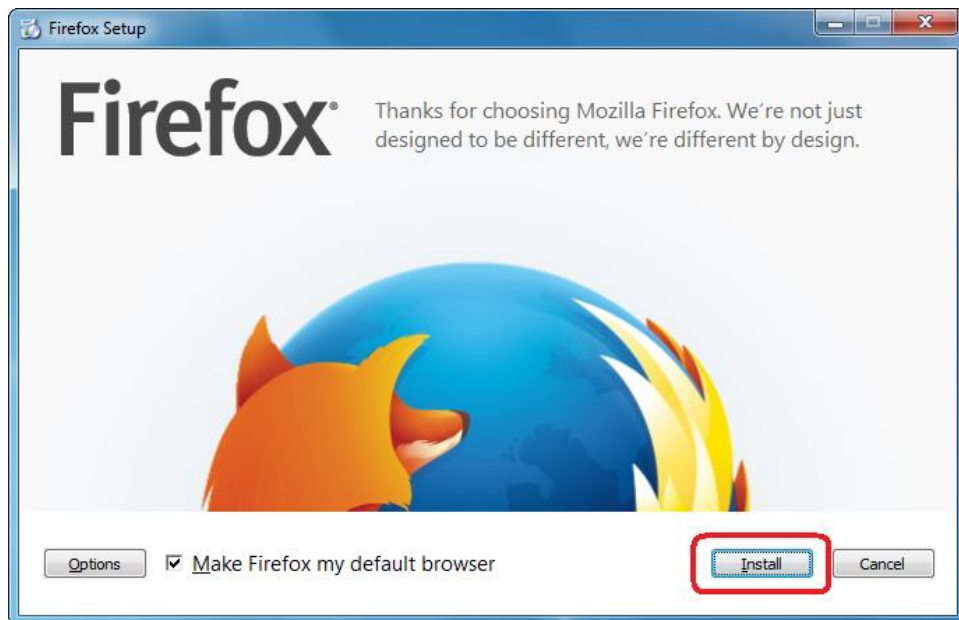 Firefox Setup
Firefox
Thanks for choosing Mozilla Firefox. We're not just
designed to be different, we're different by design.
Options
Make Firefox my default browser
Install
Cancel